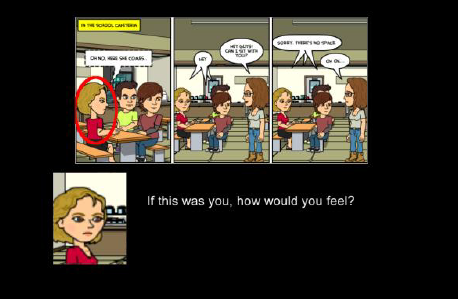 IN THE SCHOOL CAFETERIA
OH NO, HERE SHE COMES...
HEY
HEY GUYS!
CAN I SIT WITH
YOU?
SORRY, THERE'S NO SPACE
OH OK...
If this was you, how would you feel?